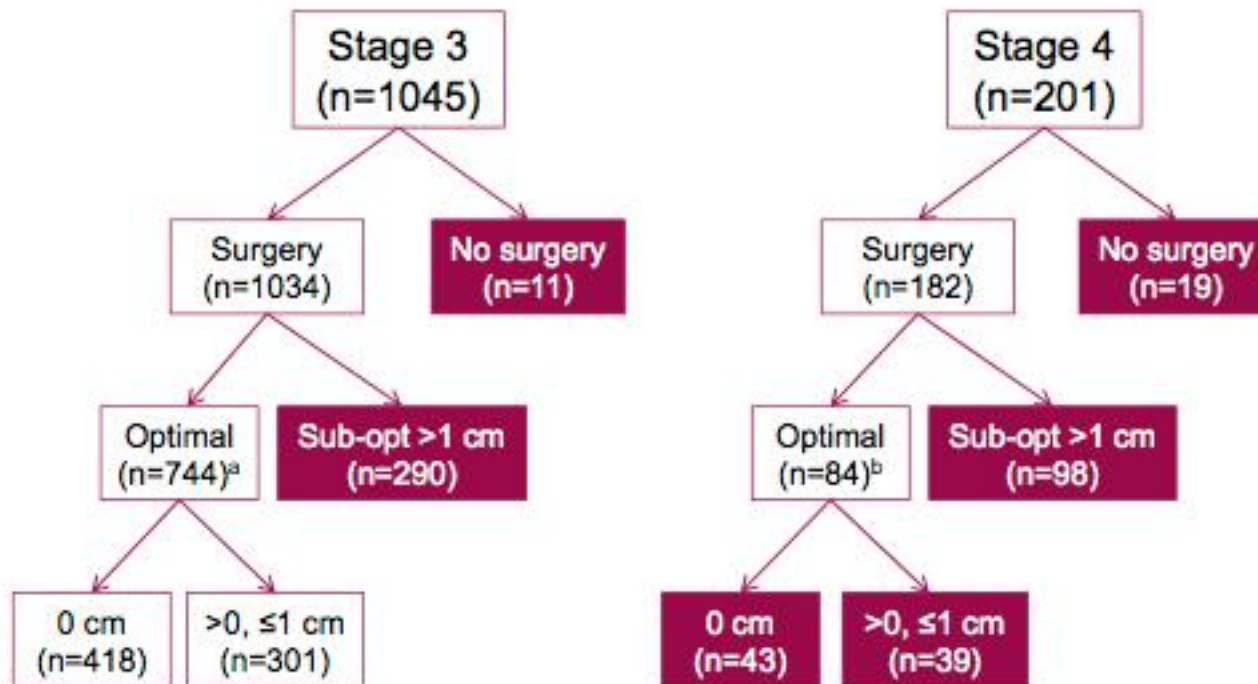 Stage 3
(n=1045)
Stage 4
(n=201)
Surgery
(n=1034)
No surgery
(n=11)
Surgery
(n=182)
No surgery
(n=19)
Optimal
(n=744)ᵃ
Sub-opt >1 cm
(n=290)
Optimal
(n=84)ᵇ
Sub-opt >1 cm
(n=98)
0 cm
(n=418)
>0, ≤1 cm
(n=301)
0 cm
(n=43)
>0, ≤1 cm
(n=39)